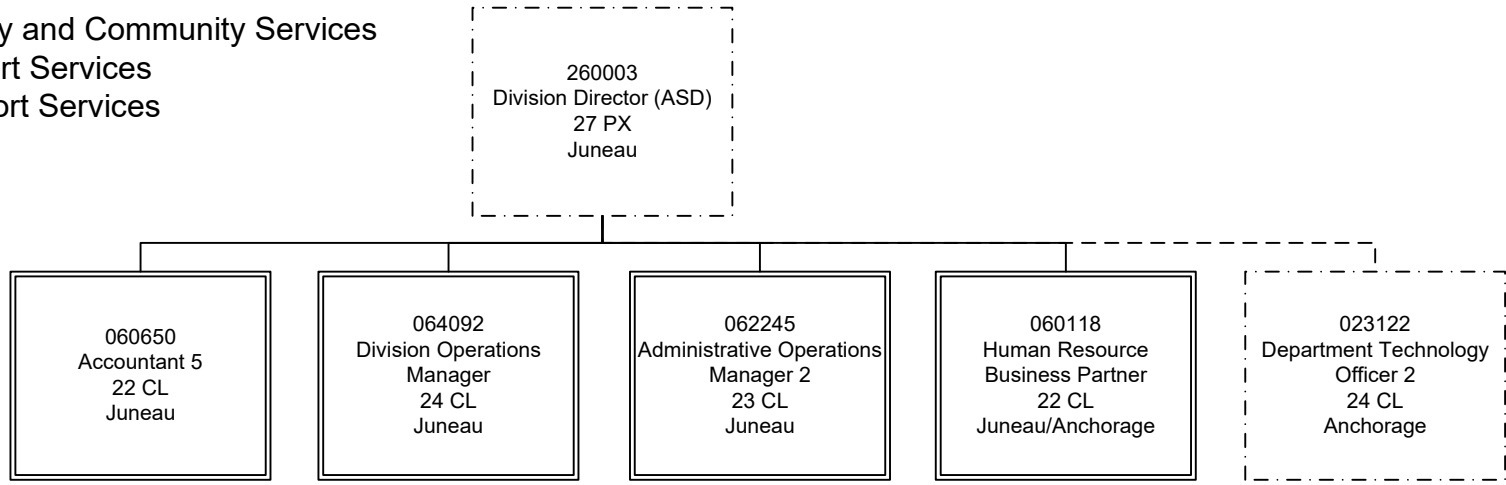 y and Community Services
rt Services
ort Services
260003
Division Director (ASD)
27 PX
Juneau
060650
Accountant 5
22 CL
Juneau
064092
Division Operations
Manager
24 CL
Juneau
062245
Administrative Operations
Manager 2
23 CL
Juneau
060118
Human Resource
Business Partner
22 CL
Juneau/Anchorage
023122
Department Technology
Officer 2
24 CL
Anchorage